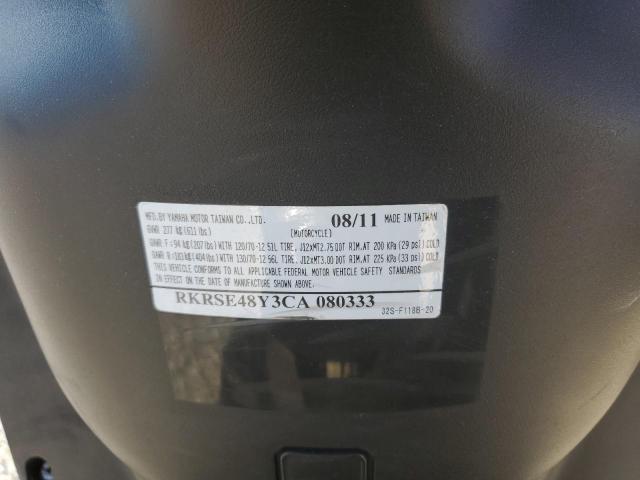 MFD.BY YAMAHA MOTOR TAIWAN CO.,LTD. 08/11 MADE IN TAIWAN
GVWR 277 kg (611 lbs) (MOTORCYCLE)
GAWR F = 94 kg (207 lbs) WITH 120/70-12 51L TIRE, J12xMT2.75 DOT RIM, AT 200 KPa (29 psi) COLD
GAWR R = 183 kg (404 lbs) WITH 130/70-12 56L TIRE, J12xMT3.00 DOT RIM, AT 225 KPa (33 psi) COLD
THIS VEHICLE CONFORMS TO ALL APPLICABLE FEDERAL MOTOR VEHICLE SAFETY STANDARDS
IN EFFECT ON THE DATE OF MANUFACTURE SHOWN ABOVE.
RKRSE48Y3CA 080333
32S-F118B-20